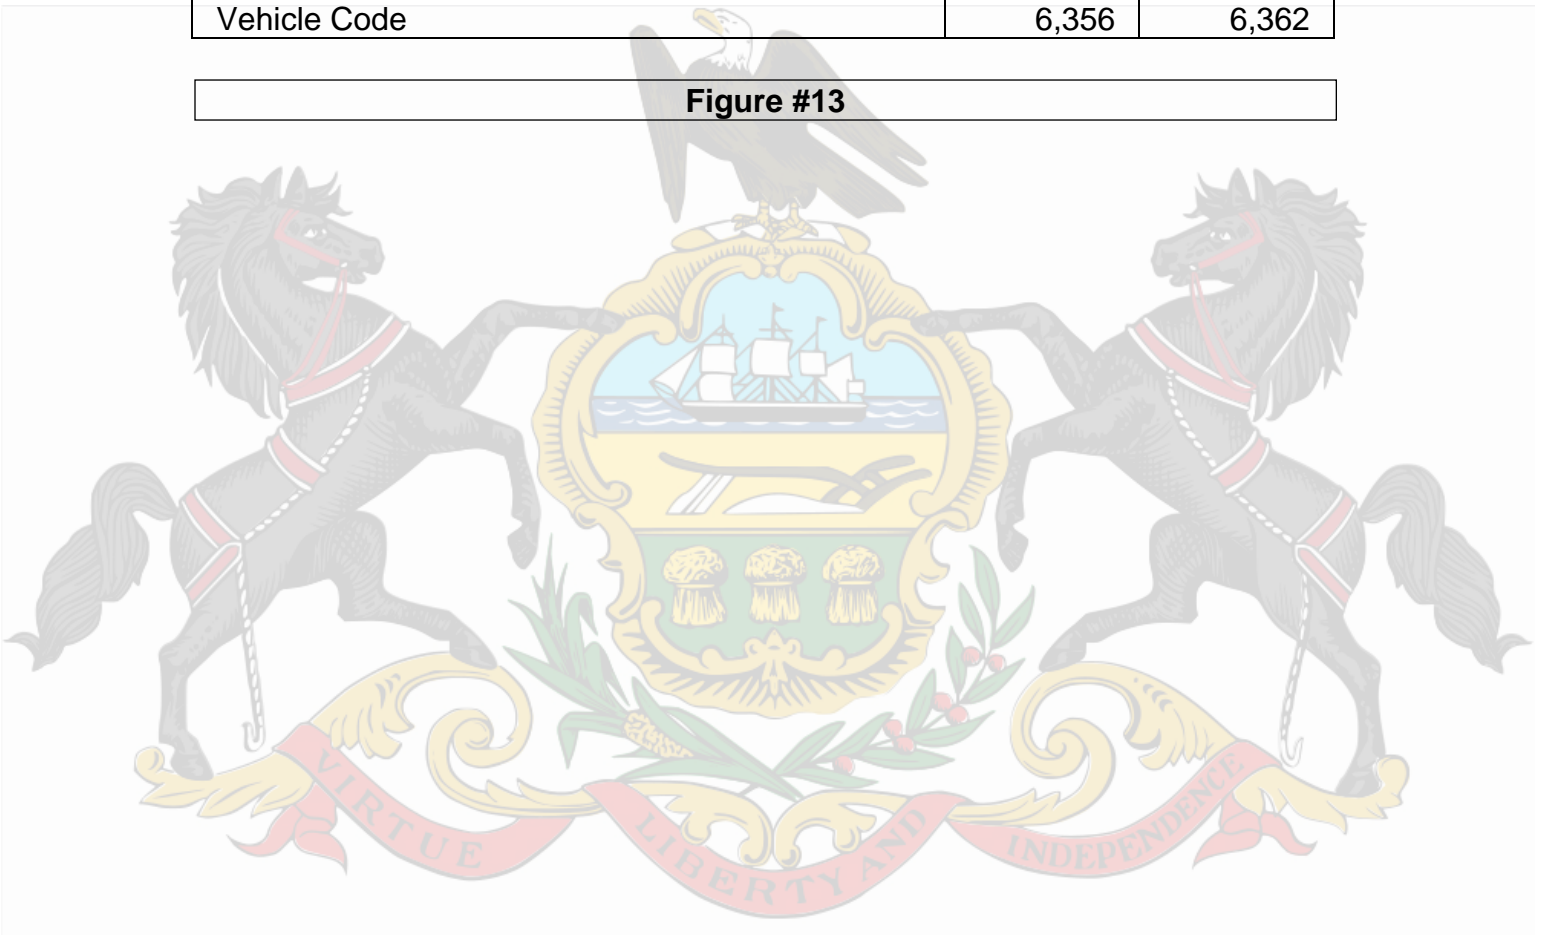 Vehicle Code 6,356 6,362
Figure #13
VIRTUE
LIBERTY AND
INDEPENDENCE